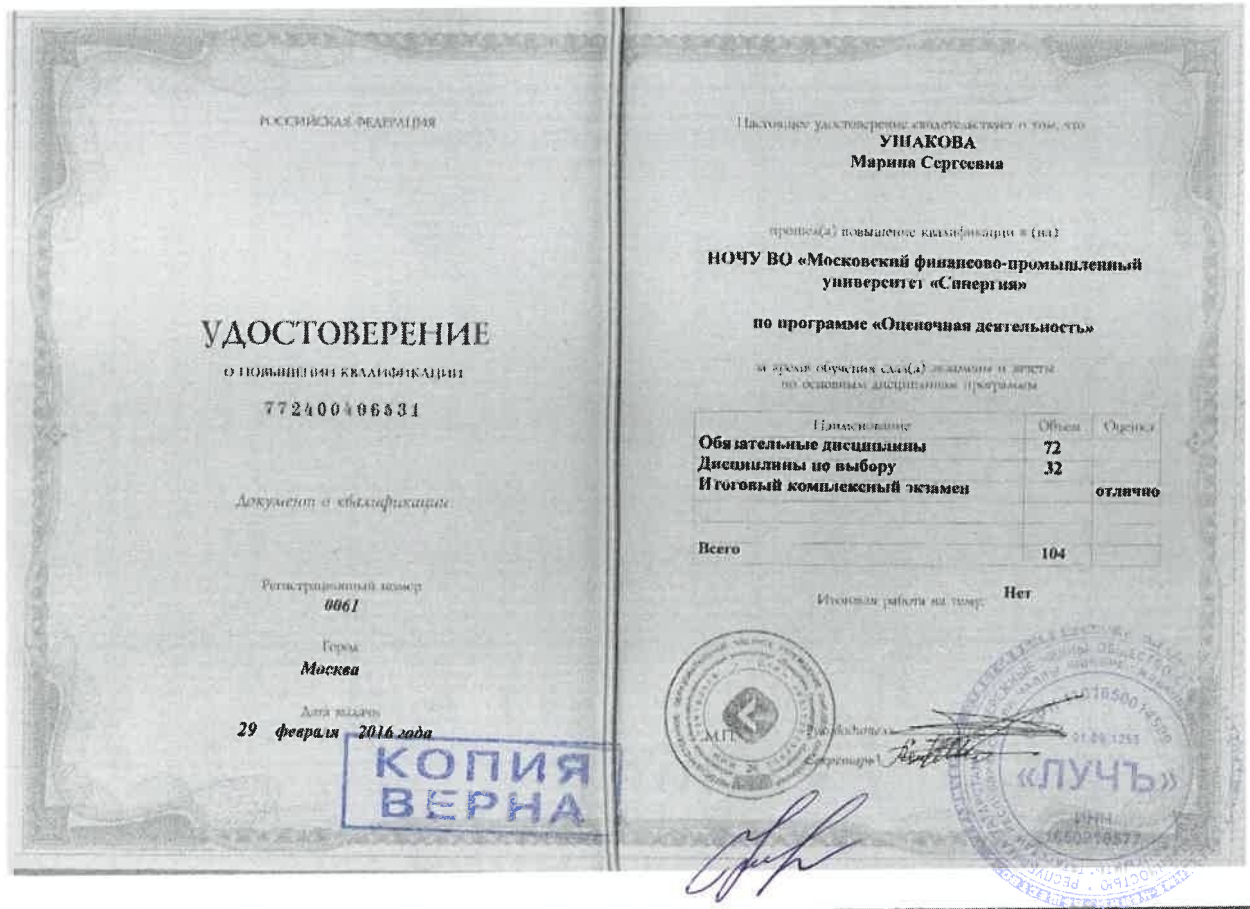 РОССИЙСКАЯ ФЕДЕРАЦИЯ
УДОСТОВЕРЕНИЕ
О ПОВЫШЕНИИ КВАЛИФИКАЦИИ
772400406531
Документ о квалификации
Регистрационный номер
0061
Город
Москва
Дата выдачи
29 февраля 2016 года
КОПИЯ
ВЕРНА
Настоящее удостоверение свидетельствует о том, что
УШАКОВА
Марина Сергеевна
прошел(а) повышение квалификации в (на)
НОЧУ ВО «Московский финансово-промышленный
университет «Синергия»
по программе «Оценочная деятельность»
за время обучения сдал(а) экзамены и зачеты
по основным дисциплинам программы
Наименование Объем Оценка
Обязательные дисциплины 72
Дисциплины по выбору 32
Итоговый комплексный экзамен отлично
Всего 104
Итоговая работа на тему: Нет
М.П.
Руководитель
Секретарь
«ЛУЧЪ»
ИНН